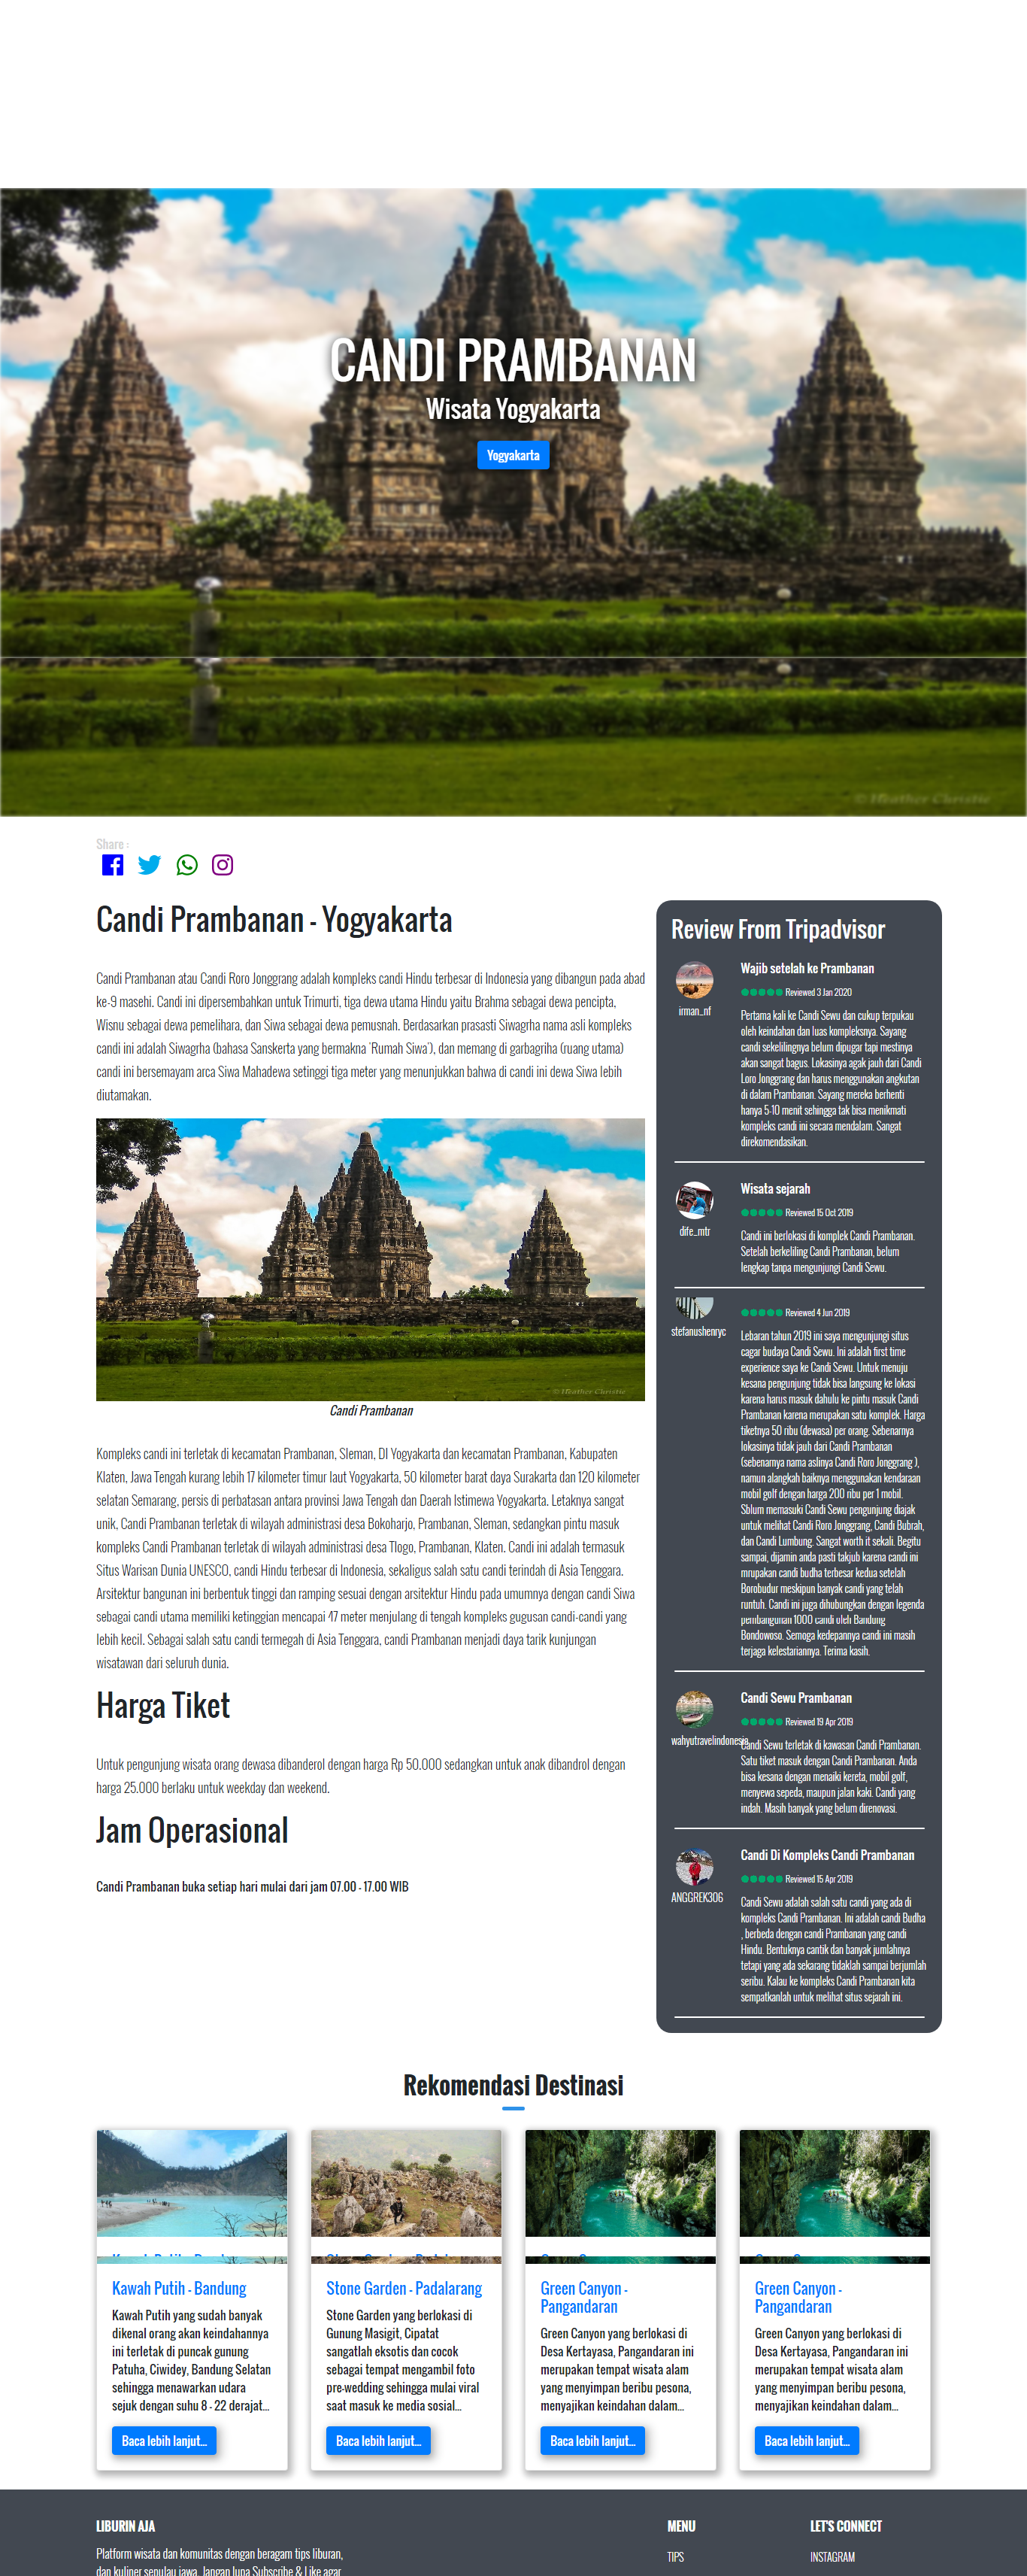 CANDI PRAMBANAN
Wisata Yogyakarta
Yogyakarta
© Heather Christie
Share :
Candi Prambanan - Yogyakarta
Candi Prambanan atau Candi Roro Jonggrang adalah kompleks candi Hindu terbesar di Indonesia yang dibangun pada abad
ke-9 masehi. Candi ini dipersembahkan untuk Trimurti, tiga dewa utama Hindu yaitu Brahma sebagai dewa pencipta,
Wisnu sebagai dewa pemelihara, dan Siwa sebagai dewa pemusnah. Berdasarkan prasasti Siwagrha nama asli kompleks
candi ini adalah Siwagrha (bahasa Sanskerta yang bermakna 'Rumah Siwa'), dan memang di garbagriha (ruang utama)
candi ini bersemayam arca Siwa Mahadewa setinggi tiga meter yang menunjukkan bahwa di candi ini dewa Siwa lebih
diutamakan.
© Heather Christie
Candi Prambanan
Kompleks candi ini terletak di kecamatan Prambanan, Sleman, DI Yogyakarta dan kecamatan Prambanan, Kabupaten
Klaten, Jawa Tengah kurang lebih 17 kilometer timur laut Yogyakarta, 50 kilometer barat daya Surakarta dan 120 kilometer
selatan Semarang, persis di perbatasan antara provinsi Jawa Tengah dan Daerah Istimewa Yogyakarta. Letaknya sangat
unik, Candi Prambanan terletak di wilayah administrasi desa Bokoharjo, Prambanan, Sleman, sedangkan pintu masuk
kompleks Candi Prambanan terletak di wilayah administrasi desa Tlogo, Prambanan, Klaten. Candi ini adalah termasuk
Situs Warisan Dunia UNESCO, candi Hindu terbesar di Indonesia, sekaligus salah satu candi terindah di Asia Tenggara.
Arsitektur bangunan ini berbentuk tinggi dan ramping sesuai dengan arsitektur Hindu pada umumnya dengan candi Siwa
sebagai candi utama memiliki ketinggian mencapai 47 meter menjulang di tengah kompleks gugusan candi-candi yang
lebih kecil. Sebagai salah satu candi termegah di Asia Tenggara, candi Prambanan menjadi daya tarik kunjungan
wisatawan dari seluruh dunia.
Harga Tiket
Untuk pengunjung wisata orang dewasa dibanderol dengan harga Rp 50.000 sedangkan untuk anak dibandrol dengan
harga 25.000 berlaku untuk weekday dan weekend.
Jam Operasional
Candi Prambanan buka setiap hari mulai dari jam 07.00 - 17.00 WIB
Review From Tripadvisor
irman_nf
Wajib setelah ke Prambanan
Reviewed 3 Jan 2020
Pertama kali ke Candi Sewu dan cukup terpukau
oleh keindahan dan luas kompleksnya. Sayang
candi sekelilingnya belum dipugar tapi mestinya
akan sangat bagus. Lokasinya agak jauh dari Candi
Loro Jonggrang dan harus menggunakan angkutan
di dalam Prambanan. Sayang mereka berhenti
hanya 5-10 menit sehingga tak bisa menikmati
kompleks candi ini secara mendalam. Sangat
direkomendasikan.
dife_mtr
Wisata sejarah
Reviewed 15 Oct 2019
Candi ini berlokasi di komplek Candi Prambanan.
Setelah berkeliling Candi Prambanan, belum
lengkap tanpa mengunjungi Candi Sewu.
stefanushenryc
Reviewed 4 Jun 2019
Lebaran tahun 2019 ini saya mengunjungi situs
cagar budaya Candi Sewu. Ini adalah first time
experience saya ke Candi Sewu. Untuk menuju
kesana pengunjung tidak bisa langsung ke lokasi
karena harus masuk dahulu ke pintu masuk Candi
Prambanan karena merupakan satu komplek. Harga
tiketnya 50 ribu (dewasa) per orang. Sebenarnya
lokasinya tidak jauh dari Candi Prambanan
(sebenarnya nama aslinya Candi Roro Jonggrang ),
namun alangkah baiknya menggunakan kendaraan
mobil golf dengan harga 200 ribu per 1 mobil.
Sblum memasuki Candi Sewu pengunjung diajak
untuk melihat Candi Roro Jonggrang, Candi Bubrah,
dan Candi Lumbung. Sangat worth it sekali. Begitu
sampai, dijamin anda pasti takjub karena candi ini
mrupakan candi budha terbesar kedua setelah
Borobudur meskipun banyak candi yang telah
runtuh. Candi ini juga dihubungkan dengan legenda
pembangunan 1000 candi oleh Bandung
Bondowoso. Semoga kedepannya candi ini masih
terjaga kelestariannya. Terima kasih.
wahyutravelindonesia
Candi Sewu Prambanan
Reviewed 19 Apr 2019
Candi Sewu terletak di kawasan Candi Prambanan.
Satu tiket masuk dengan Candi Prambanan. Anda
bisa kesana dengan menaiki kereta, mobil golf,
menyewa sepeda, maupun jalan kaki. Candi yang
indah. Masih banyak yang belum direnovasi.
ANGGREK306
Candi Di Kompleks Candi Prambanan
Reviewed 15 Apr 2019
Candi Sewu adalah salah satu candi yang ada di
kompleks Candi Prambanan. Ini adalah candi Budha
, berbeda dengan candi Prambanan yang candi
Hindu. Bentuknya cantik dan banyak jumlahnya
tetapi yang ada sekarang tidaklah sampai berjumlah
seribu. Kalau ke kompleks Candi Prambanan kita
sempatkanlah untuk melihat situs sejarah ini.
Rekomendasi Destinasi
Kawah Putih - Bandung
Kawah Putih yang sudah banyak
dikenal orang akan keindahannya
ini terletak di puncak gunung
Patuha, Ciwidey, Bandung Selatan
sehingga menawarkan udara
sejuk dengan suhu 8 - 22 derajat...
Baca lebih lanjut...
Stone Garden - Padalarang
Stone Garden yang berlokasi di
Gunung Masigit, Cipatat
sangatlah eksotis dan cocok
sebagai tempat mengambil foto
pre-wedding sehingga mulai viral
saat masuk ke media sosial...
Baca lebih lanjut...
Green Canyon -
Pangandaran
Green Canyon yang berlokasi di
Desa Kertayasa, Pangandaran ini
merupakan tempat wisata alam
yang menyimpan beribu pesona,
menyajikan keindahan dalam...
Baca lebih lanjut...
Green Canyon -
Pangandaran
Green Canyon yang berlokasi di
Desa Kertayasa, Pangandaran ini
merupakan tempat wisata alam
yang menyimpan beribu pesona,
menyajikan keindahan dalam...
Baca lebih lanjut...
LIBURIN AJA
Platform wisata dan komunitas dengan beragam tips liburan,
dan kuliner sepulau jawa. Jangan lupa Subscribe & Like agar
MENU
TIPS
LET'S CONNECT
INSTAGRAM